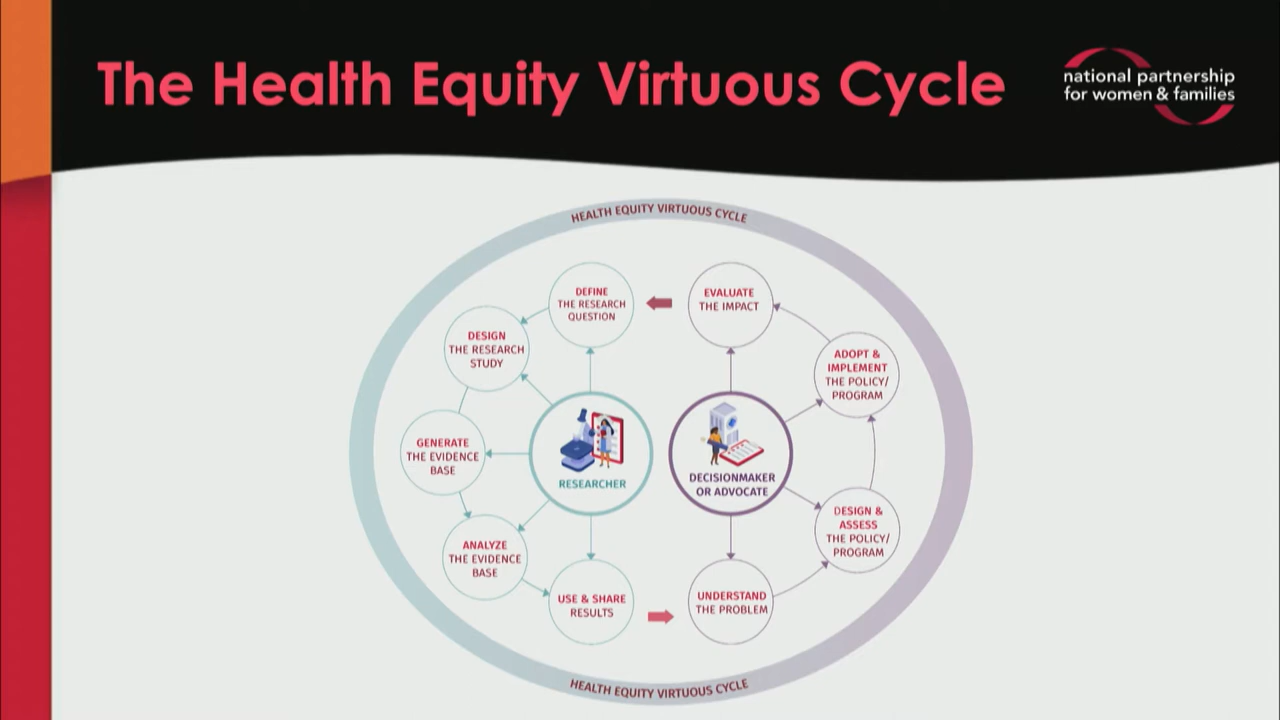 The Health Equity Virtuous Cycle
national partnership
for women & families
HEALTH EQUITY VIRTUOUS CYCLE
DEFINE
THE RESEARCH
QUESTION
EVALUATE
THE IMPACT
DESIGN
THE RESEARCH
STUDY
ADOPT &
IMPLEMENT
THE POLICY/
PROGRAM
GENERATE
THE EVIDENCE
BASE
RESEARCHER
DECISIONMAKER
OR ADVOCATE
ANALYZE
THE EVIDENCE
BASE
DESIGN &
ASSESS
THE POLICY/
PROGRAM
USE & SHARE
RESULTS
UNDERSTAND
THE PROBLEM
HEALTH EQUITY VIRTUOUS CYCLE